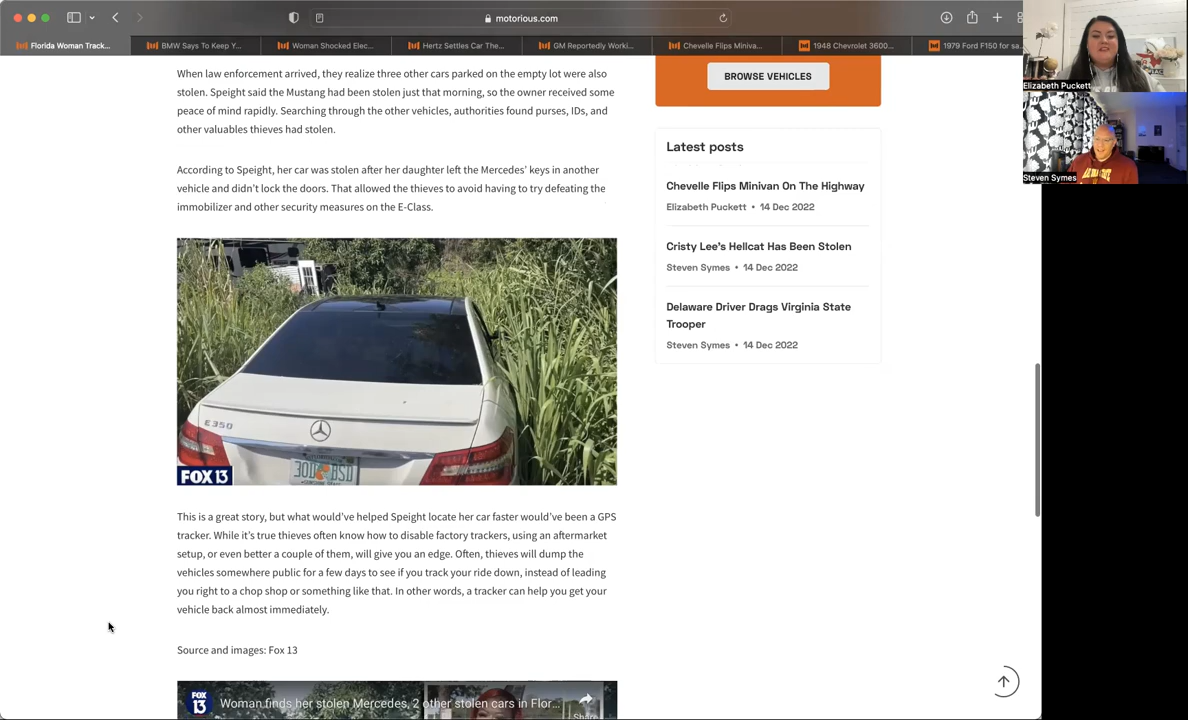 motorious.com
Florida Woman Track...
BMW Says To Keep Y...
Woman Shocked Elec...
Hertz Settles Car The...
GM Reportedly Worki...
Chevelle Flips Miniva...
1948 Chevrolet 3600...
1979 Ford F150 for sa...
Elizabeth Puckett
Steven Symes
When law enforcement arrived, they realize three other cars parked on the empty lot were also
stolen. Speight said the Mustang had been stolen just that morning, so the owner received some
peace of mind rapidly. Searching through the other vehicles, authorities found purses, IDs, and
other valuables thieves had stolen.
According to Speight, her car was stolen after her daughter left the Mercedes' keys in another
vehicle and didn't lock the doors. That allowed the thieves to avoid having to try defeating the
immobilizer and other security measures on the E-Class.
E350
FOX 13
This is a great story, but what would've helped Speight locate her car faster would've been a GPS
tracker. While it's true thieves often know how to disable factory trackers, using an aftermarket
setup, or even better a couple of them, will give you an edge. Often, thieves will dump the
vehicles somewhere public for a few days to see if you track your ride down, instead of leading
you right to a chop shop or something like that. In other words, a tracker can help you get your
vehicle back almost immediately.
Source and images: Fox 13
FOX
13
Woman finds her stolen Mercedes, 2 other stolen cars in Flor...
BROWSE VEHICLES
Latest posts
Chevelle Flips Minivan On The Highway
Elizabeth Puckett • 14 Dec 2022
Cristy Lee's Hellcat Has Been Stolen
Steven Symes • 14 Dec 2022
Delaware Driver Drags Virginia State
Trooper
Steven Symes • 14 Dec 2022